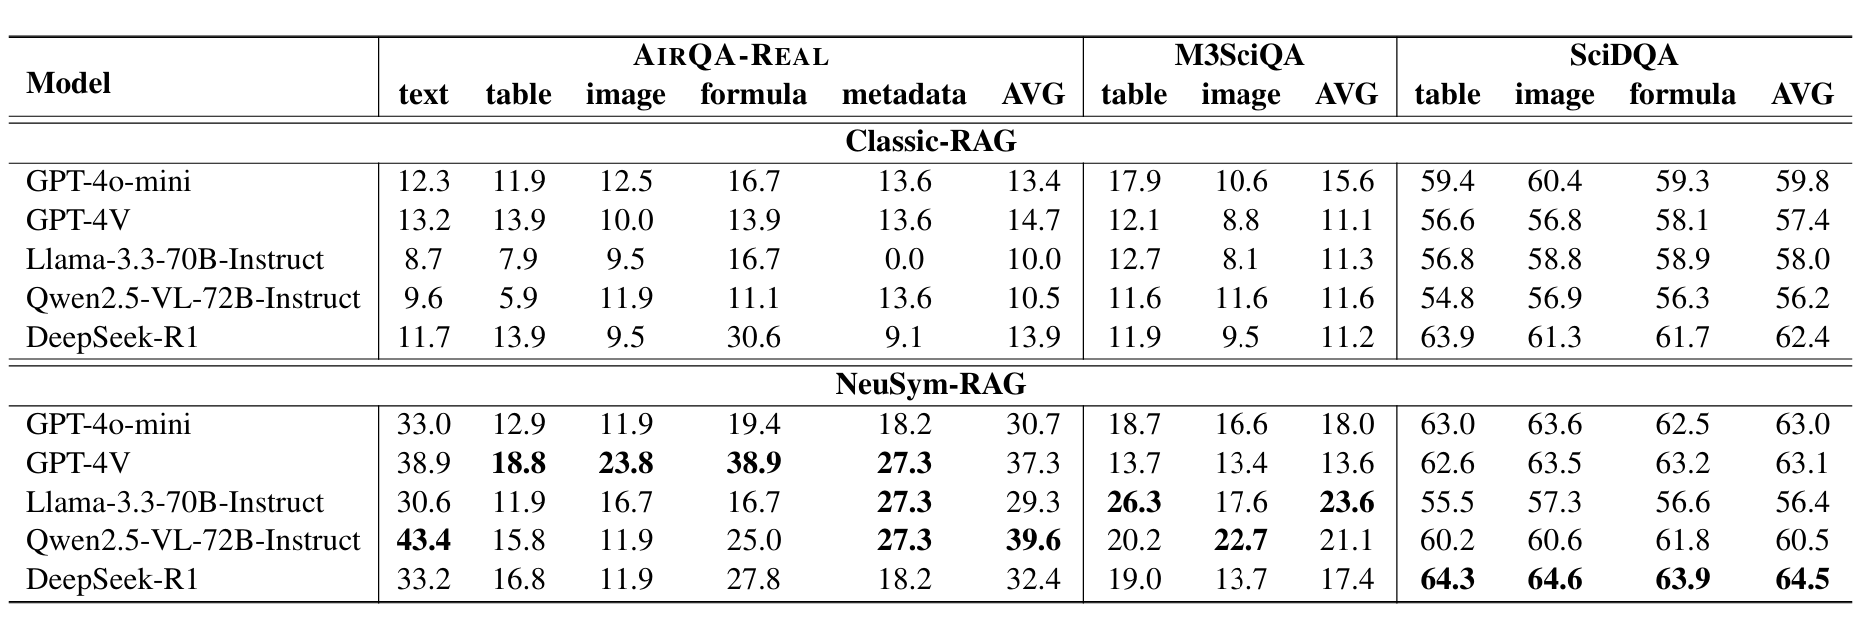 Model AIRQA-REAL M3SciQA SciDQA
text table image formula metadata AVG table image AVG table image formula AVG
Classic-RAG
GPT-4o-mini 12.3 11.9 12.5 16.7 13.6 13.4 17.9 10.6 15.6 59.4 60.4 59.3 59.8
GPT-4V 13.2 13.9 10.0 13.9 13.6 14.7 12.1 8.8 11.1 56.6 56.8 58.1 57.4
Llama-3.3-70B-Instruct 8.7 7.9 9.5 16.7 0.0 10.0 12.7 8.1 11.3 56.8 58.8 58.9 58.0
Qwen2.5-VL-72B-Instruct 9.6 5.9 11.9 11.1 13.6 10.5 11.6 11.6 11.6 54.8 56.9 56.3 56.2
DeepSeek-R1 11.7 13.9 9.5 30.6 9.1 13.9 11.9 9.5 11.2 63.9 61.3 61.7 62.4
NeuSym-RAG
GPT-4o-mini 33.0 12.9 11.9 19.4 18.2 30.7 18.7 16.6 18.0 63.0 63.6 62.5 63.0
GPT-4V 38.9 18.8 23.8 38.9 27.3 37.3 13.7 13.4 13.6 62.6 63.5 63.2 63.1
Llama-3.3-70B-Instruct 30.6 11.9 16.7 16.7 27.3 29.3 26.3 17.6 23.6 55.5 57.3 56.6 56.4
Qwen2.5-VL-72B-Instruct 43.4 15.8 11.9 25.0 27.3 39.6 20.2 22.7 21.1 60.2 60.6 61.8 60.5
DeepSeek-R1 33.2 16.8 11.9 27.8 18.2 32.4 19.0 13.7 17.4 64.3 64.6 63.9 64.5